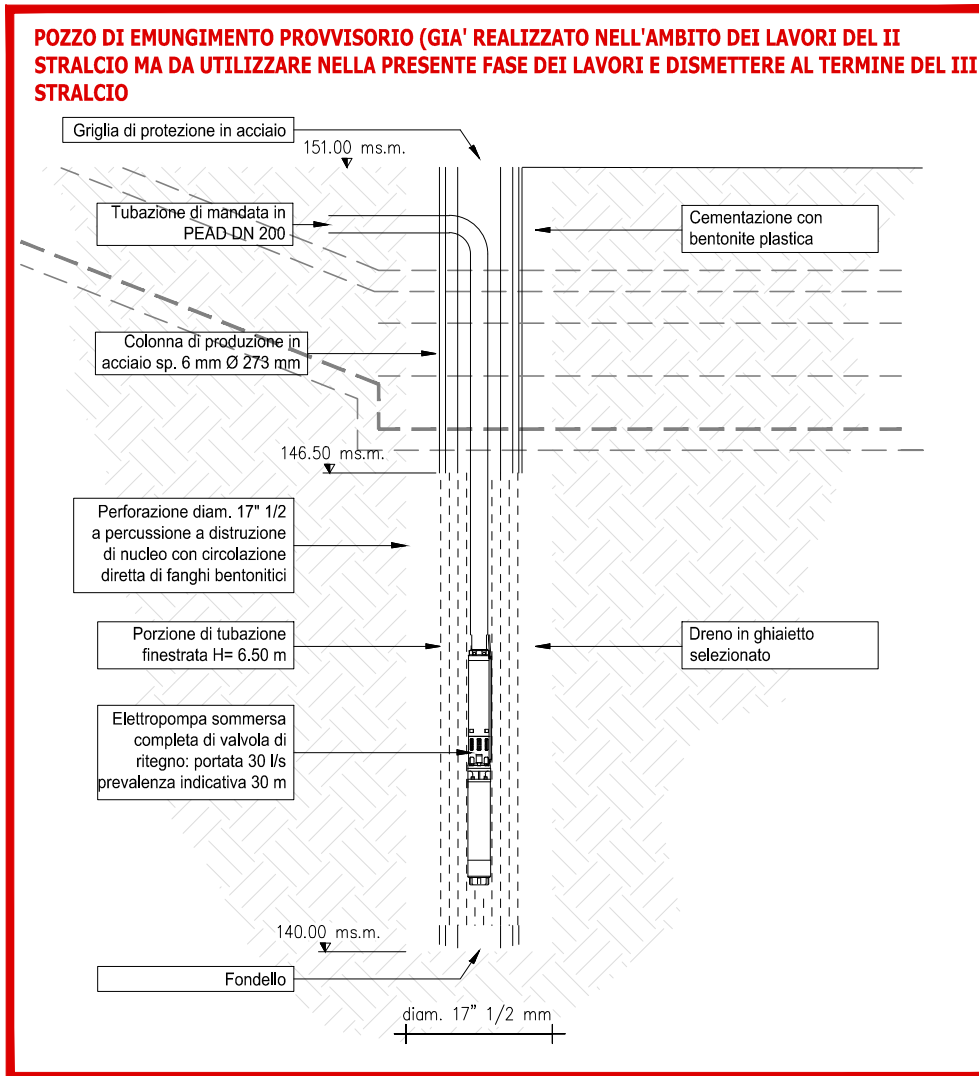 POZZO DI EMUNGIMENTO PROVVISORIO (GIA' REALIZZATO NELL'AMBITO DEI LAVORI DEL II
STRALCIO MA DA UTILIZZARE NELLA PRESENTE FASE DEI LAVORI E DISMETTERE AL TERMINE DEL III
STRALCIO
Griglia di protezione in acciaio
151.00 ms.m.
Tubazione di mandata in
PEAD DN 200
Cementazione con
bentonite plastica
Colonna di produzione in
acciaio sp. 6 mm Ø 273 mm
146.50 ms.m.
Perforazione diam. 17" 1/2
a percussione a distruzione
di nucleo con circolazione
diretta di fanghi bentonitici
Porzione di tubazione
finestrata H= 6.50 m
Dreno in ghiaietto
selezionato
Elettropompa sommersa
completa di valvola di
ritegno: portata 30 l/s
prevalenza indicativa 30 m
140.00 ms.m.
Fondello
diam. 17" 1/2 mm